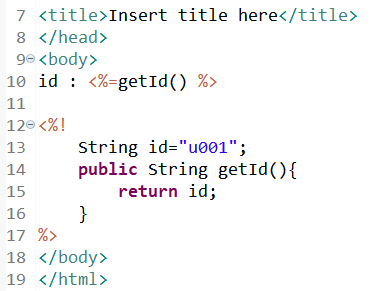 7 <title>Insert title here</title>
8 </head>
9 <body>
10 id : <%=getId() %>
11
12 <%!
13     String id="u001";
14     public String getId(){
15         return id;
16     }
17 %>
18 </body>
19 </html>